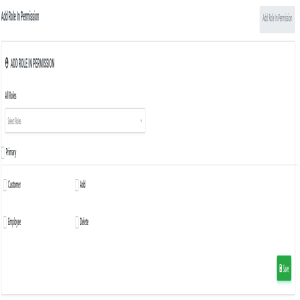 Add Role In Permission
Add Role In Permission
ADD ROLE IN PERMISSION
All Roles
Select Roles
Primary
Customer Add
Employee Delete
Save